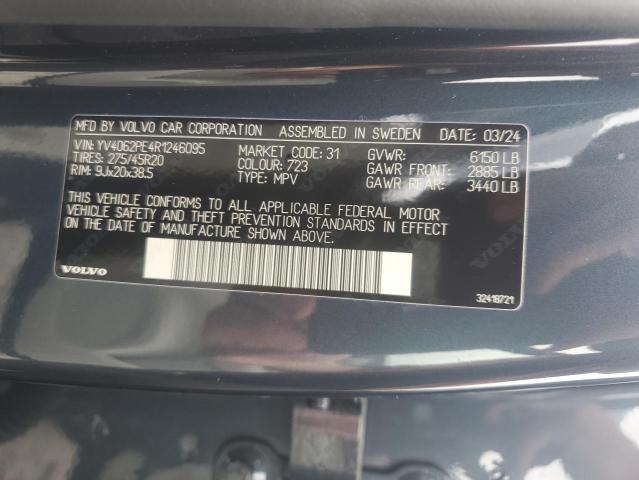 MFD BY VOLVO CAR CORPORATION ASSEMBLED IN SWEDEN DATE: 03/24
VIN: YV4062PE4R1246095 MARKET CODE: 31 GVWR: 6150 LB
TIRES: 275/45R20 COLOUR: 723 GAWR FRONT: 2885 LB
RIM: 9Jx20x38.5 TYPE: MPV GAWR REAR: 3440 LB
THIS VEHICLE CONFORMS TO ALL APPLICABLE FEDERAL MOTOR
VEHICLE SAFETY AND THEFT PREVENTION STANDARDS IN EFFECT
ON THE DATE OF MANUFACTURE SHOWN ABOVE.
VOLVO 32418721